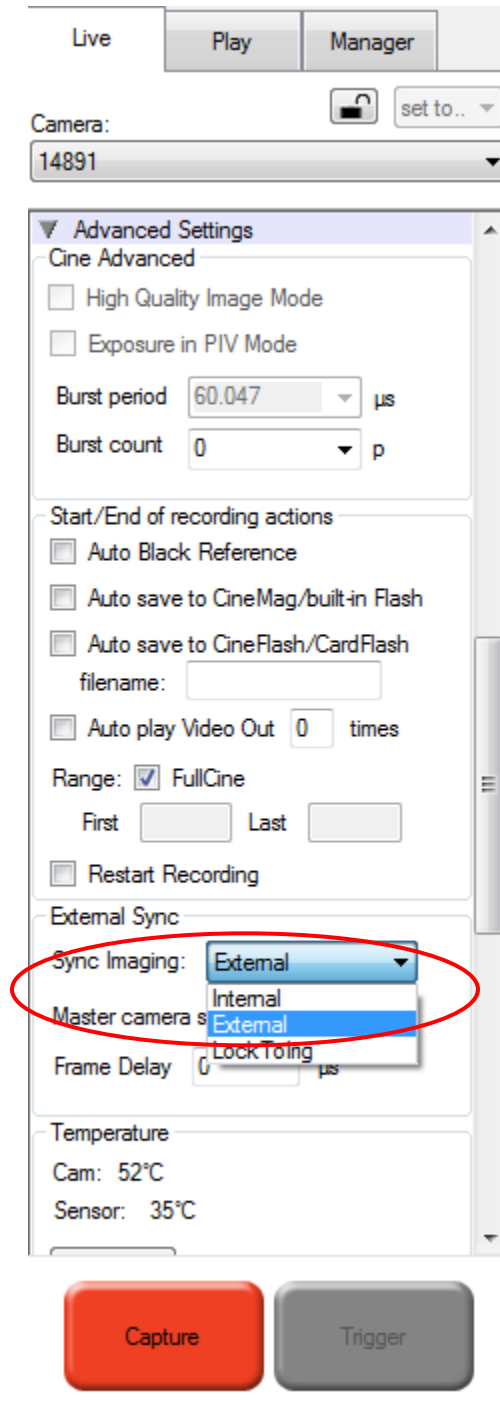 Live Play Manager
set to..
Camera:
14891
Advanced Settings
Cine Advanced
High Quality Image Mode
Exposure in PIV Mode
Burst period 60.047 µs
Burst count 0 p
Start/End of recording actions
Auto Black Reference
Auto save to CineMag/built-in Flash
Auto save to CineFlash/CardFlash
filename:
Auto play Video Out 0 times
Range: FullCine
First Last
Restart Recording
External Sync
Sync Imaging: External
Internal
Master camera s
External
LockToIrig
Frame Delay 0 µs
Temperature
Cam: 52°C
Sensor: 35°C
Capture Trigger